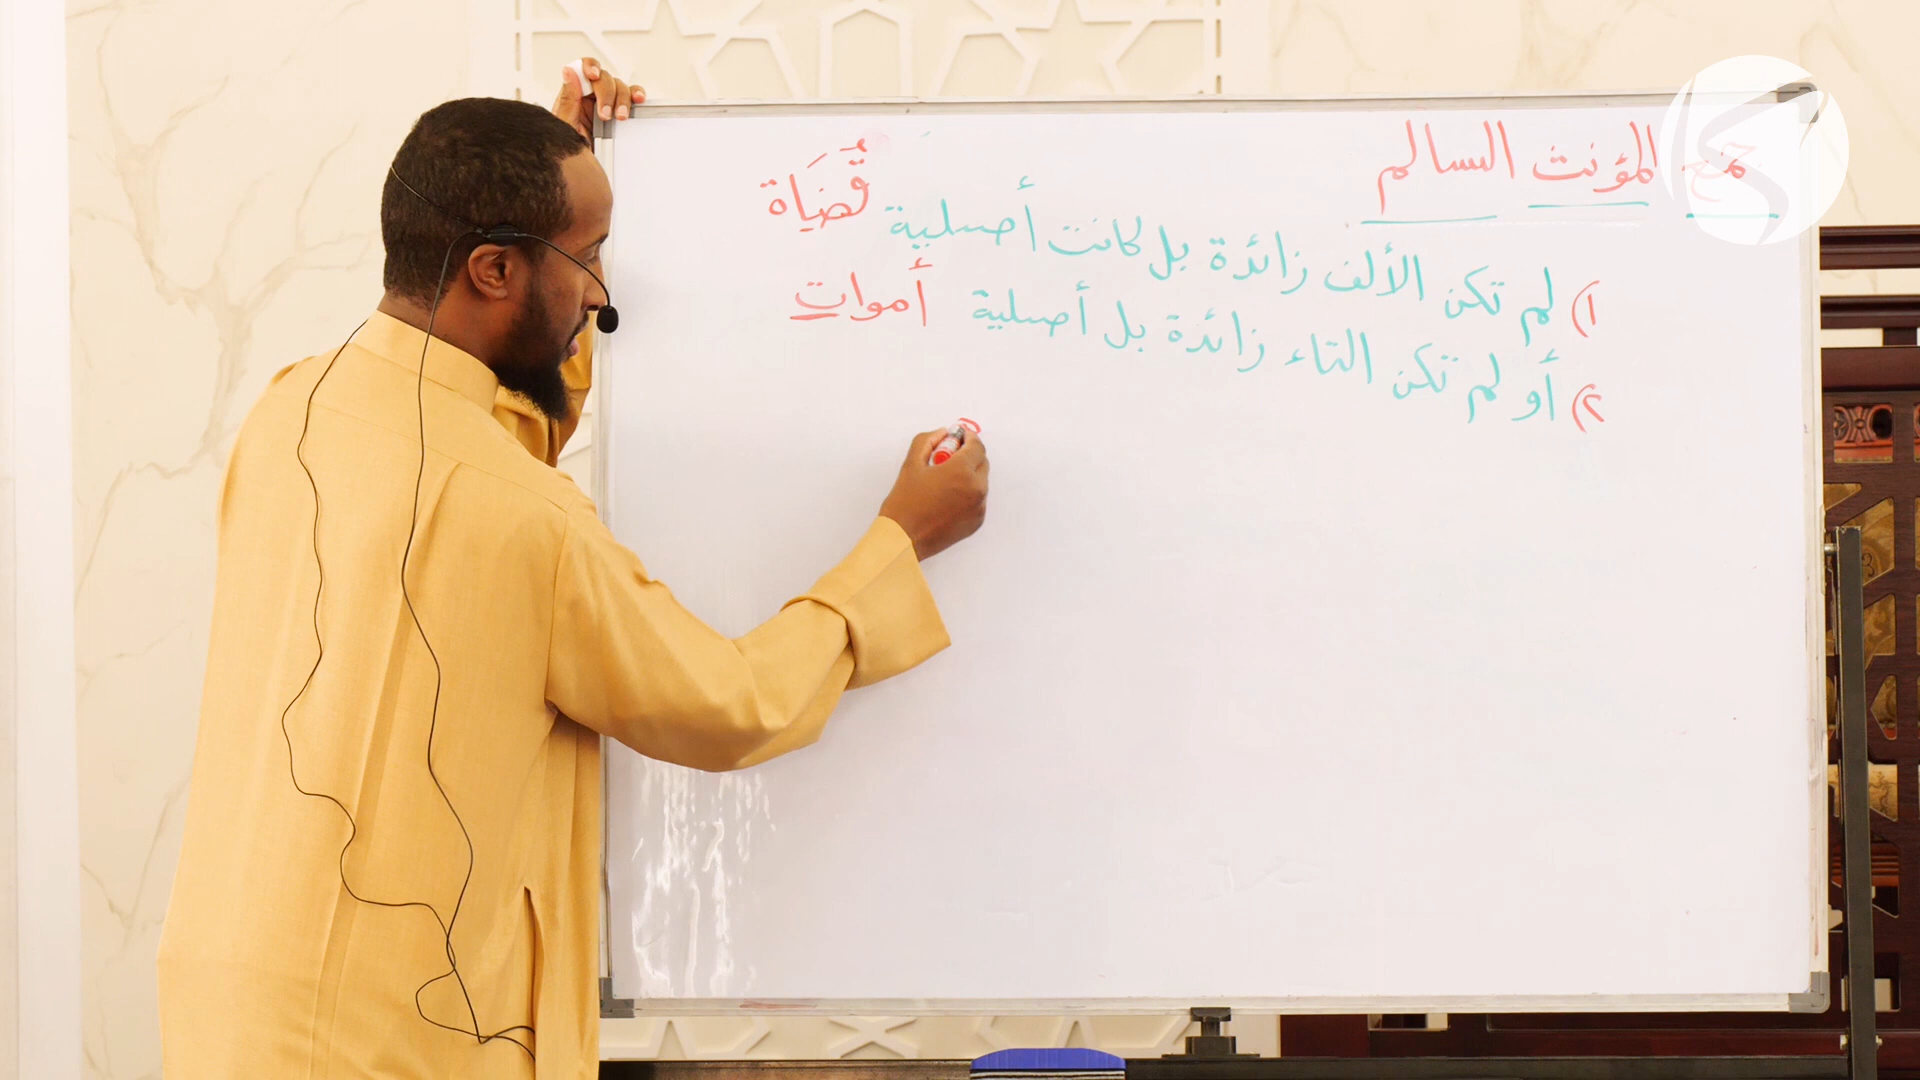 جمع المؤنث السالم
١) لم تكن الألف زائدة بل كانت أصلية قُضَاة
٢) أو لم تكن التاء زائدة بل أصلية أموات